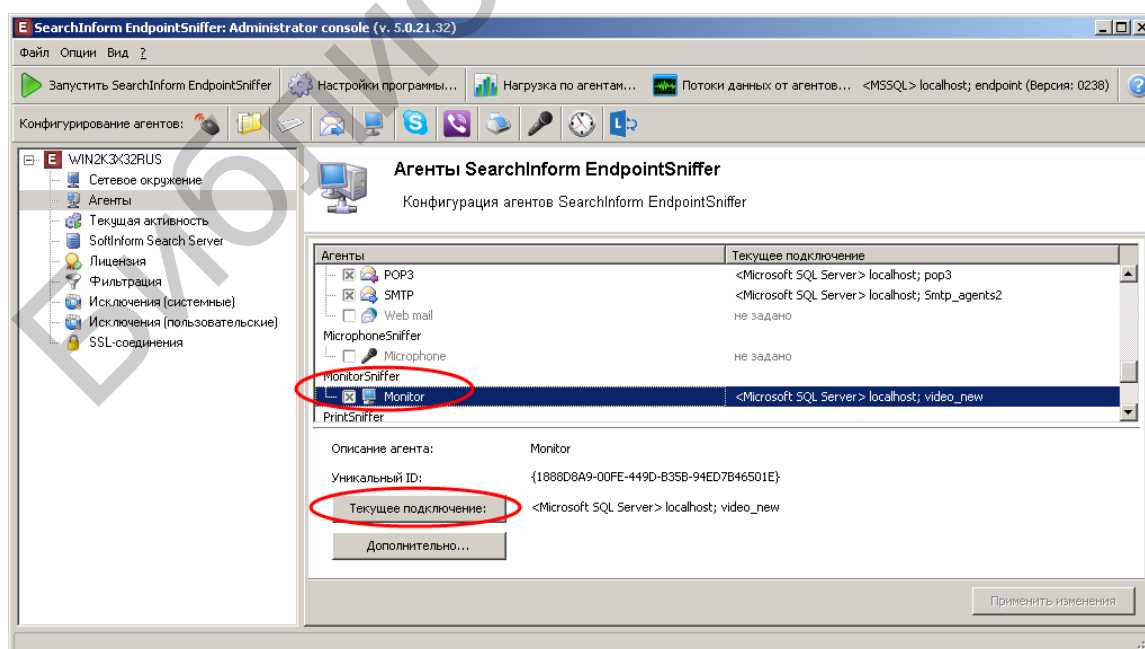 SearchInform EndpointSniffer: Administrator console (v. 5.0.21.32)
Файл Опции Вид ?
Запустить SearchInform EndpointSniffer Настройки программы... Нагрузка по агентам... Потоки данных от агентов... <MSSQL> localhost; endpoint (Версия: 0238)
Конфигурирование агентов:
WIN2K3X32RUS
Сетевое окружение
Агенты
Текущая активность
SoftInform Search Server
Лицензия
Фильтрация
Исключения (системные)
Исключения (пользовательские)
SSL-соединения
Агенты SearchInform EndpointSniffer
Конфигурация агентов SearchInform EndpointSniffer
Агенты Текущее подключение
POP3 <Microsoft SQL Server> localhost; pop3
SMTP <Microsoft SQL Server> localhost; Smtp_agents2
Web mail не задано
MicrophoneSniffer
Microphone не задано
MonitorSniffer
Monitor <Microsoft SQL Server> localhost; video_new
PrintSniffer
Описание агента: Monitor
Уникальный ID: {1888D8A9-00FE-449D-B35B-94ED7B46501E}
Текущее подключение: <Microsoft SQL Server> localhost; video_new
Дополнительно...
Применить изменения
Библиотека